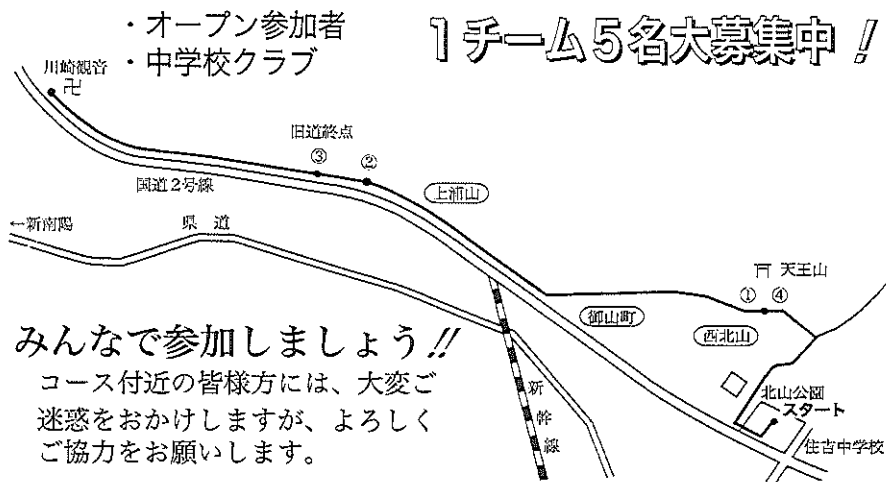 ・オープン参加者
・中学校クラブ
1チーム5名大募集中!
川崎観音
卍
旧道終点
③
②
国道2号線
上浦山
←新南陽
県道
天王山
①
④
御山町
西北山
みんなで参加しましょう!!
コース付近の皆様方には、大変ご
迷惑をおかけしますが、よろしく
ご協力をお願いします。
新幹線
北山公園
スタート
住吉中学校